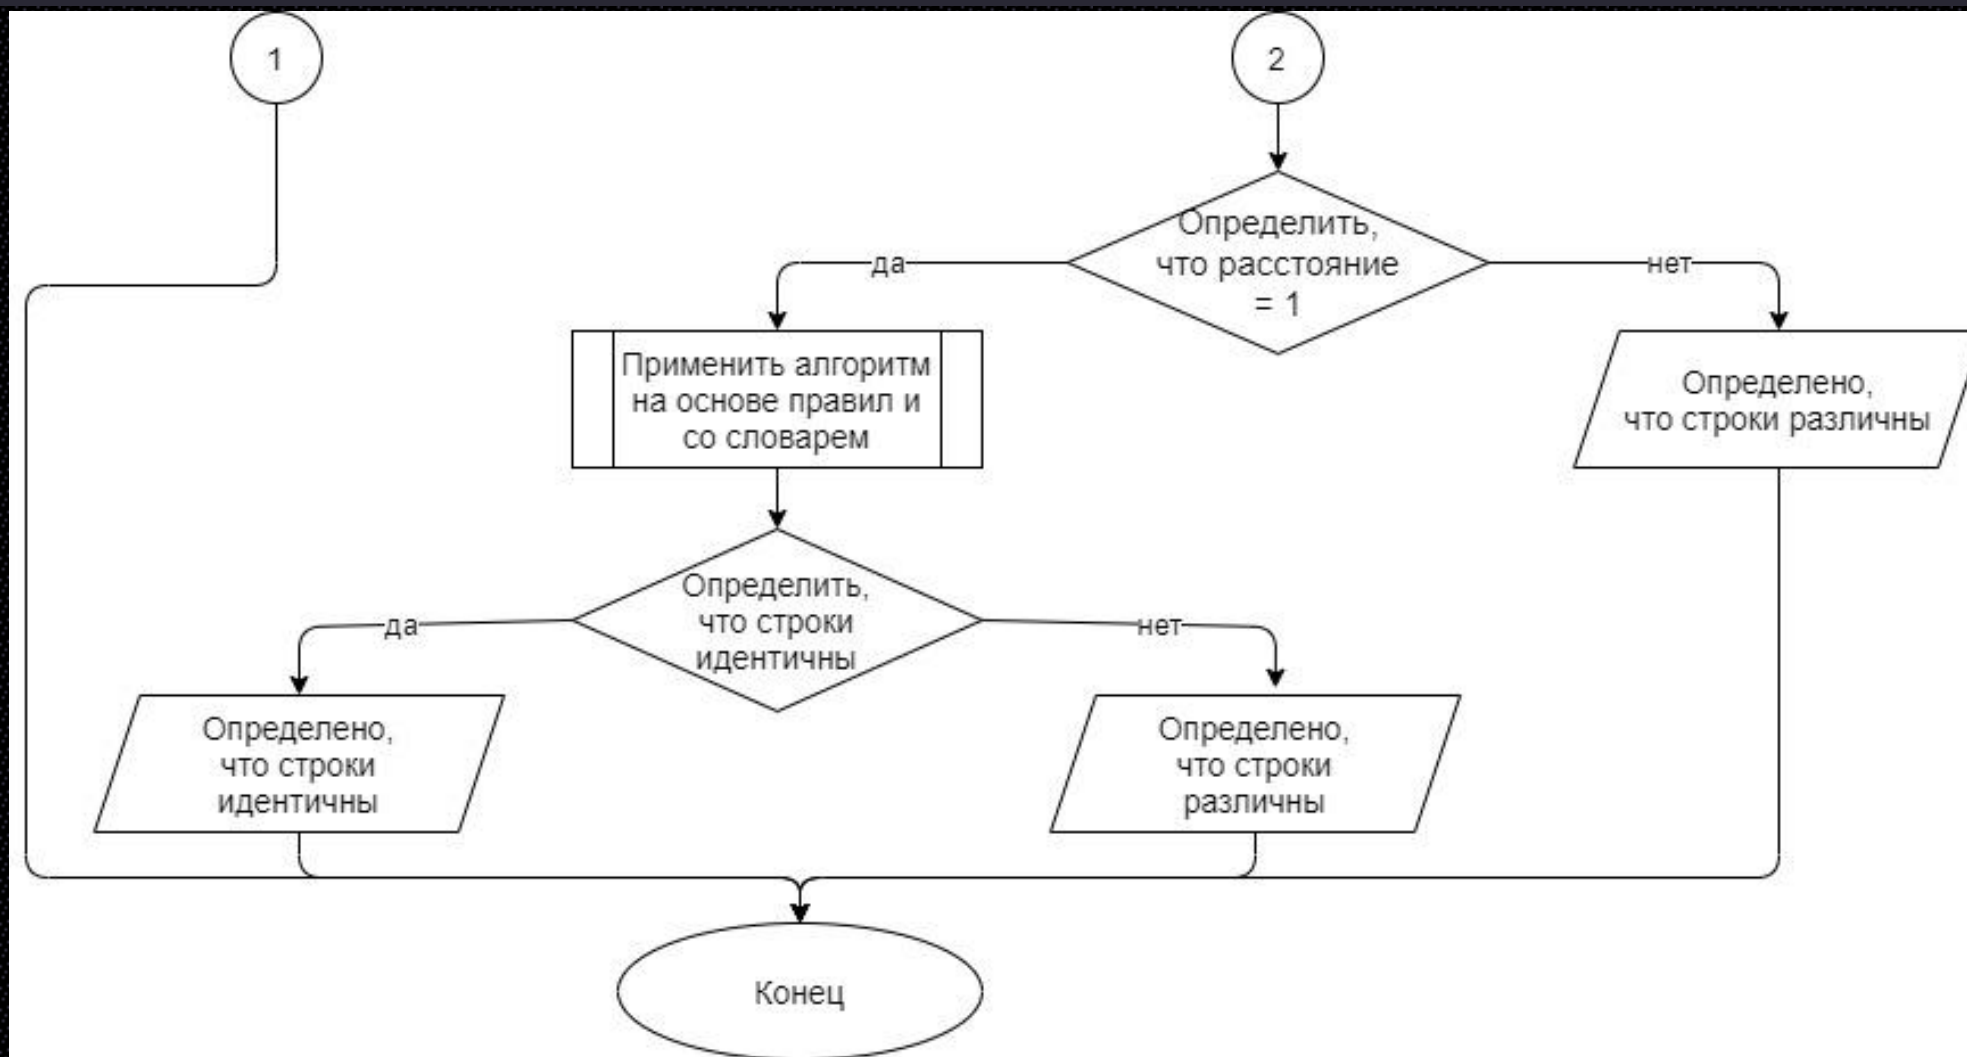 1
2
Определить,
что расстояние
= 1
да
нет
Применить алгоритм
на основе правил и
со словарем
Определено,
что строки различны
Определить,
что строки
идентичны
да
нет
Определено,
что строки
идентичны
Определено,
что строки
различны
Конец